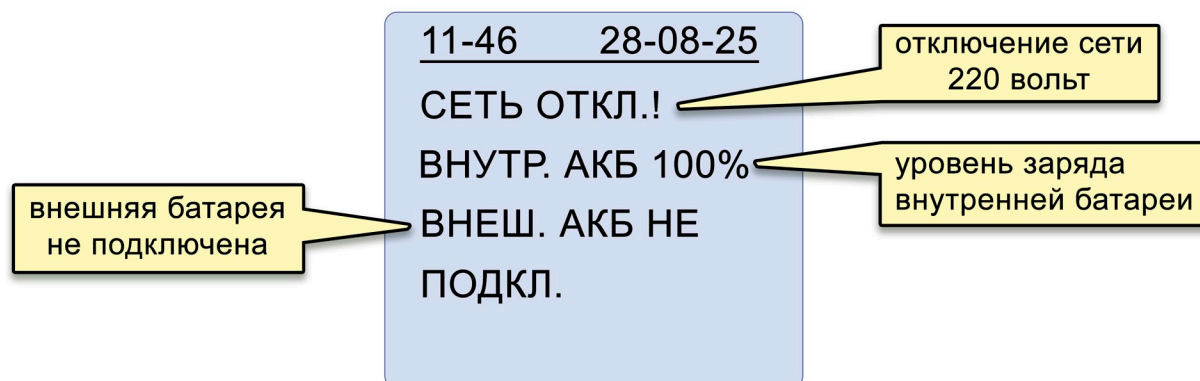 11-46 28-08-25
СЕТЬ ОТКЛ.!
ВНУТР. АКБ 100%
ВНЕШ. АКБ НЕ
ПОДКЛ.
отключение сети
220 вольт
уровень заряда
внутренней батареи
внешняя батарея
не подключена